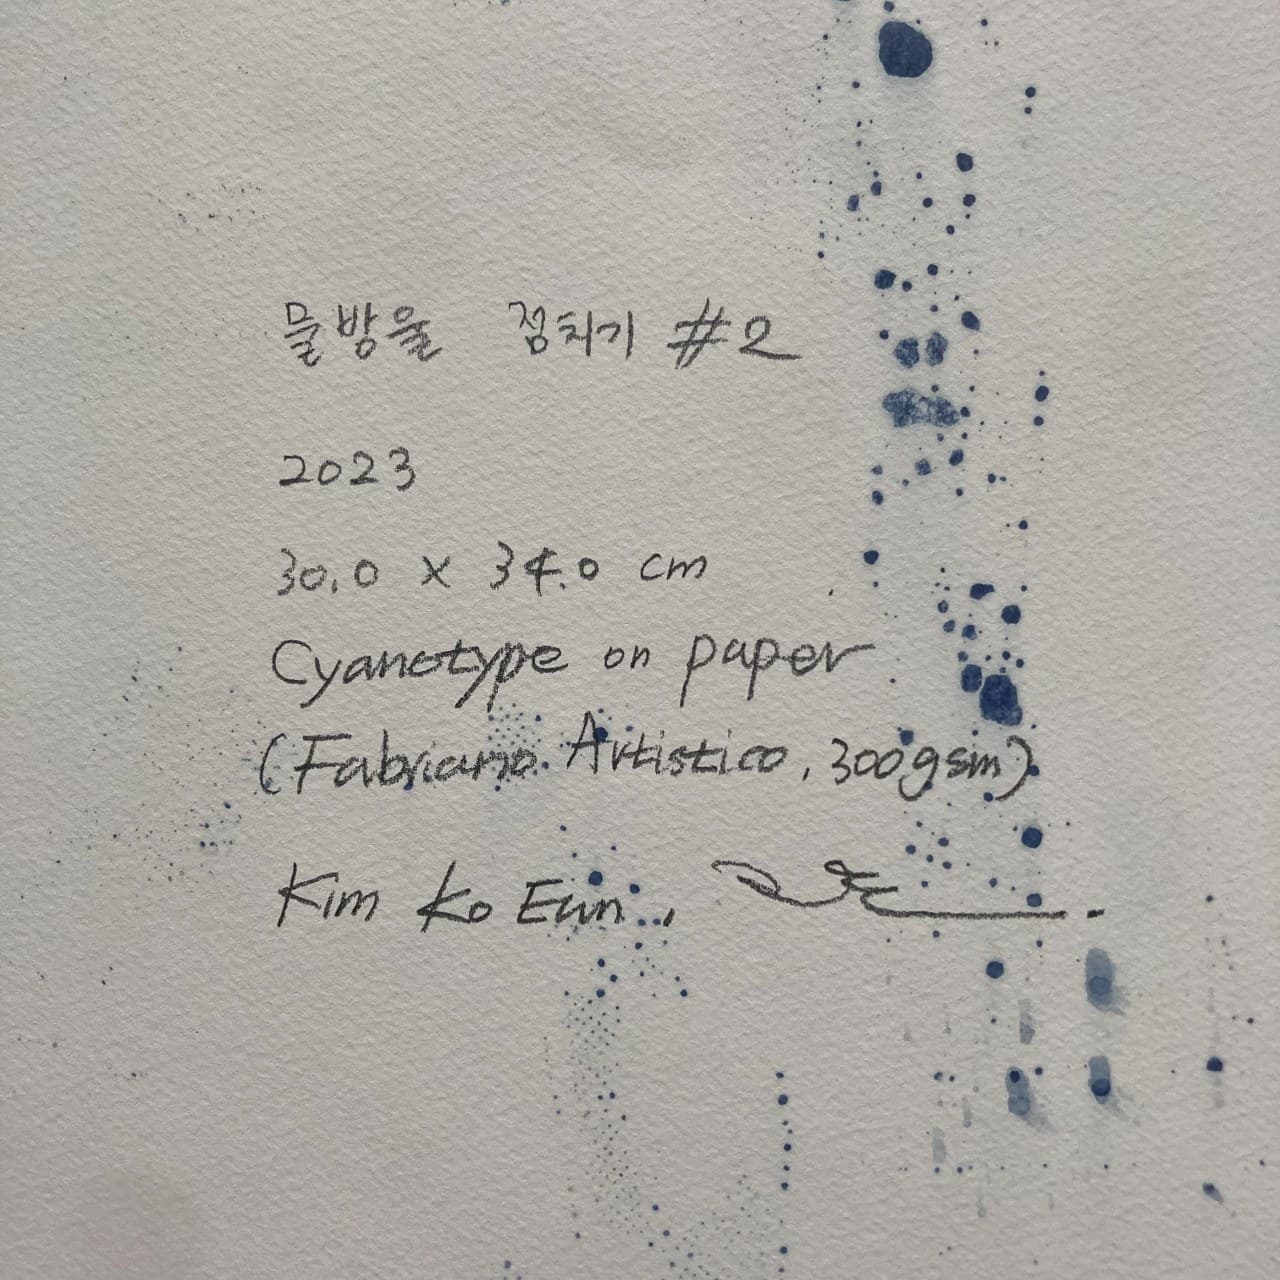 물방울 점치기 #2
2023
30.0 x 34.0 cm
Cyanotype on paper
(Fabriano Artistico, 300gsm)
Kim Ko Eun.